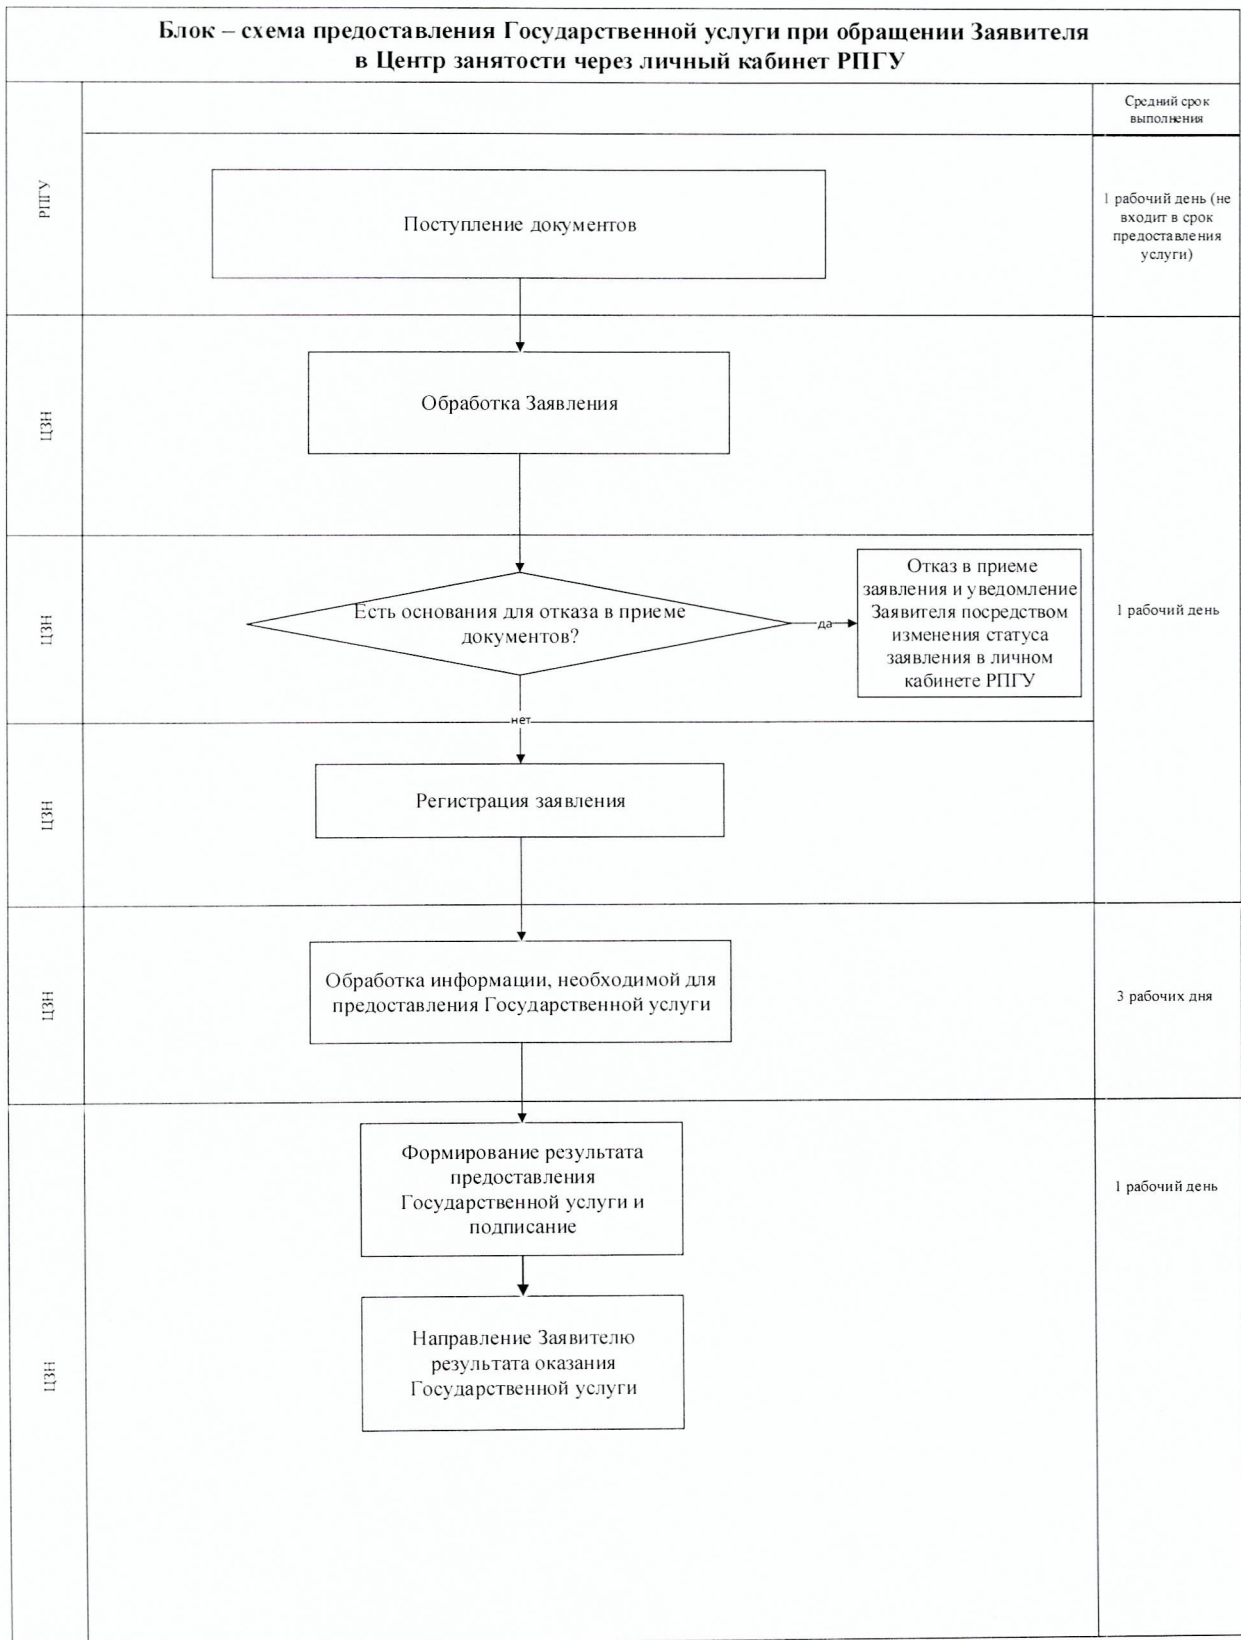 Блок – схема предоставления Государственной услуги при обращении Заявителя
в Центр занятости через личный кабинет РПГУ
Средний срок
выполнения
РПГУ
Поступление документов
1 рабочий день (не
входит в срок
предоставления
услуги)
ЦЗН
Обработка Заявления
ЦЗН
Есть основания для отказа в приеме
документов?
да
Отказ в приеме
заявления и уведомление
Заявителя посредством
изменения статуса
заявления в личном
кабинете РПГУ
1 рабочий день
нет
ЦЗН
Регистрация заявления
ЦЗН
Обработка информации, необходимой для
предоставления Государственной услуги
3 рабочих дня
ЦЗН
Формирование результата
предоставления
Государственной услуги и
подписание
1 рабочий день
Направление Заявителю
результата оказания
Государственной услуги